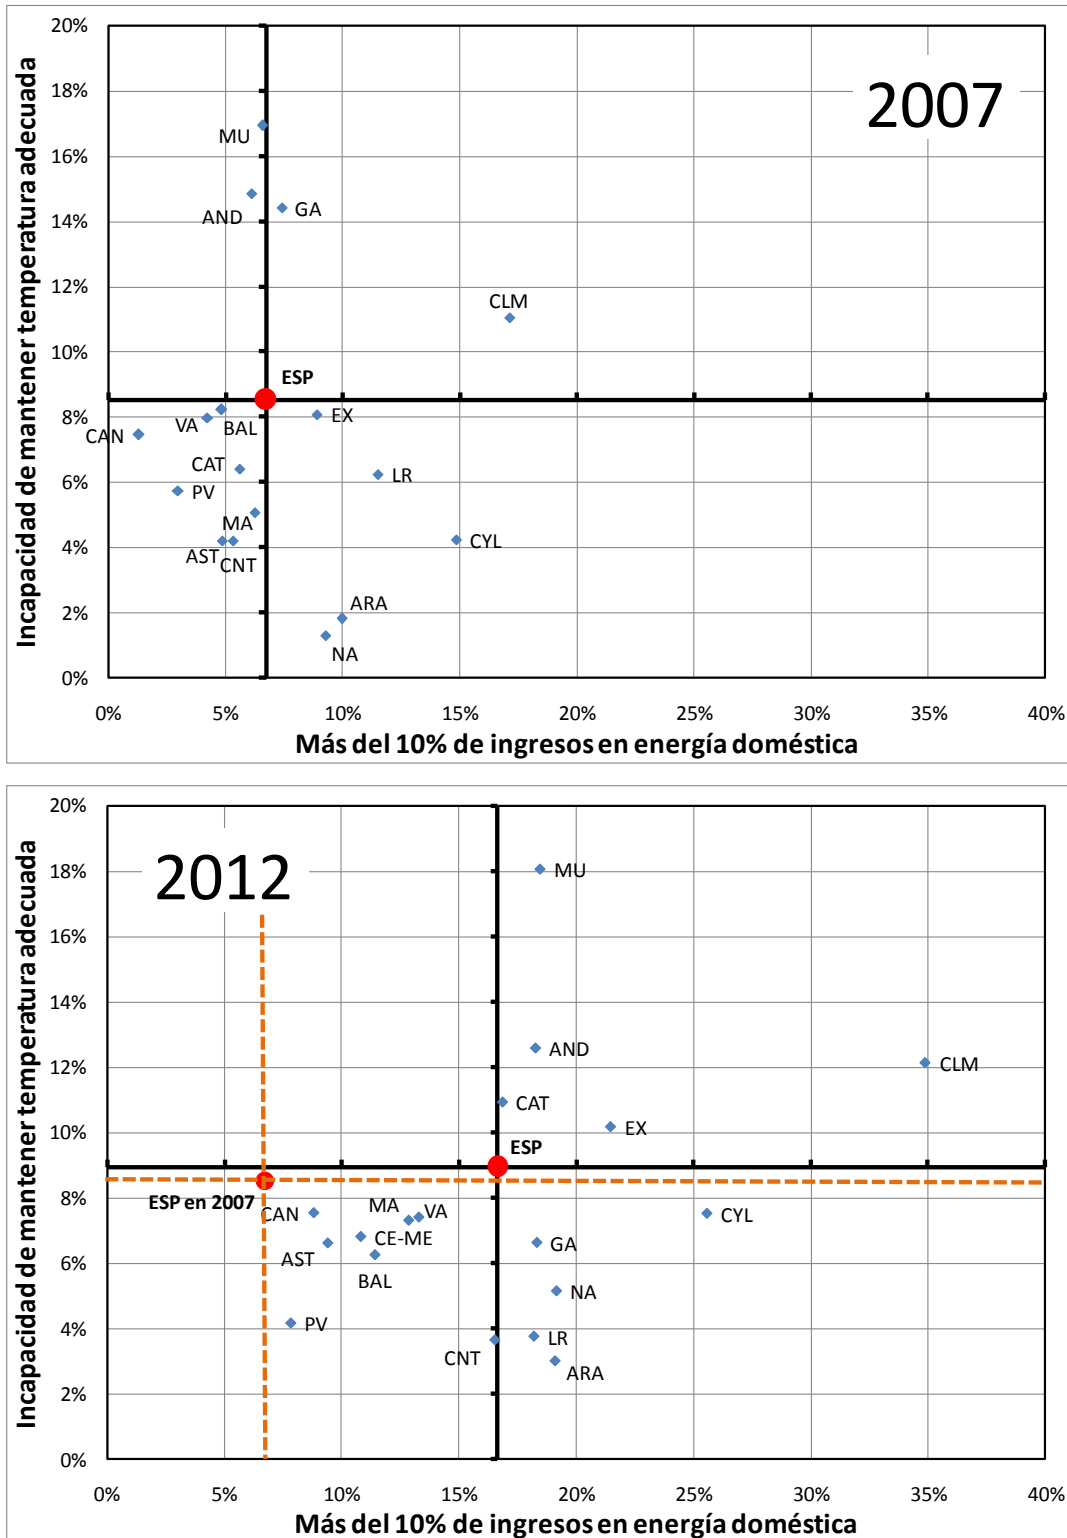 20%
18%
16%
14%
12%
10%
8%
6%
4%
2%
0%
Incapacidad de mantener temperatura adecuada
2007
MU
AND
GA
CLM
ESP
VA
BAL
EX
CAN
CAT
LR
PV
MA
AST
CNT
CYL
ARA
NA
0%
5%
10%
15%
20%
25%
30%
35%
40%
Más del 10% de ingresos en energía doméstica
20%
18%
16%
14%
12%
10%
8%
6%
4%
2%
0%
Incapacidad de mantener temperatura adecuada
2012
MU
AND
CLM
CAT
EX
ESP
ESP en 2007
CAN
MA
VA
CYL
CE-ME
AST
GA
BAL
NA
PV
LR
CNT
ARA
0%
5%
10%
15%
20%
25%
30%
35%
40%
Más del 10% de ingresos en energía doméstica